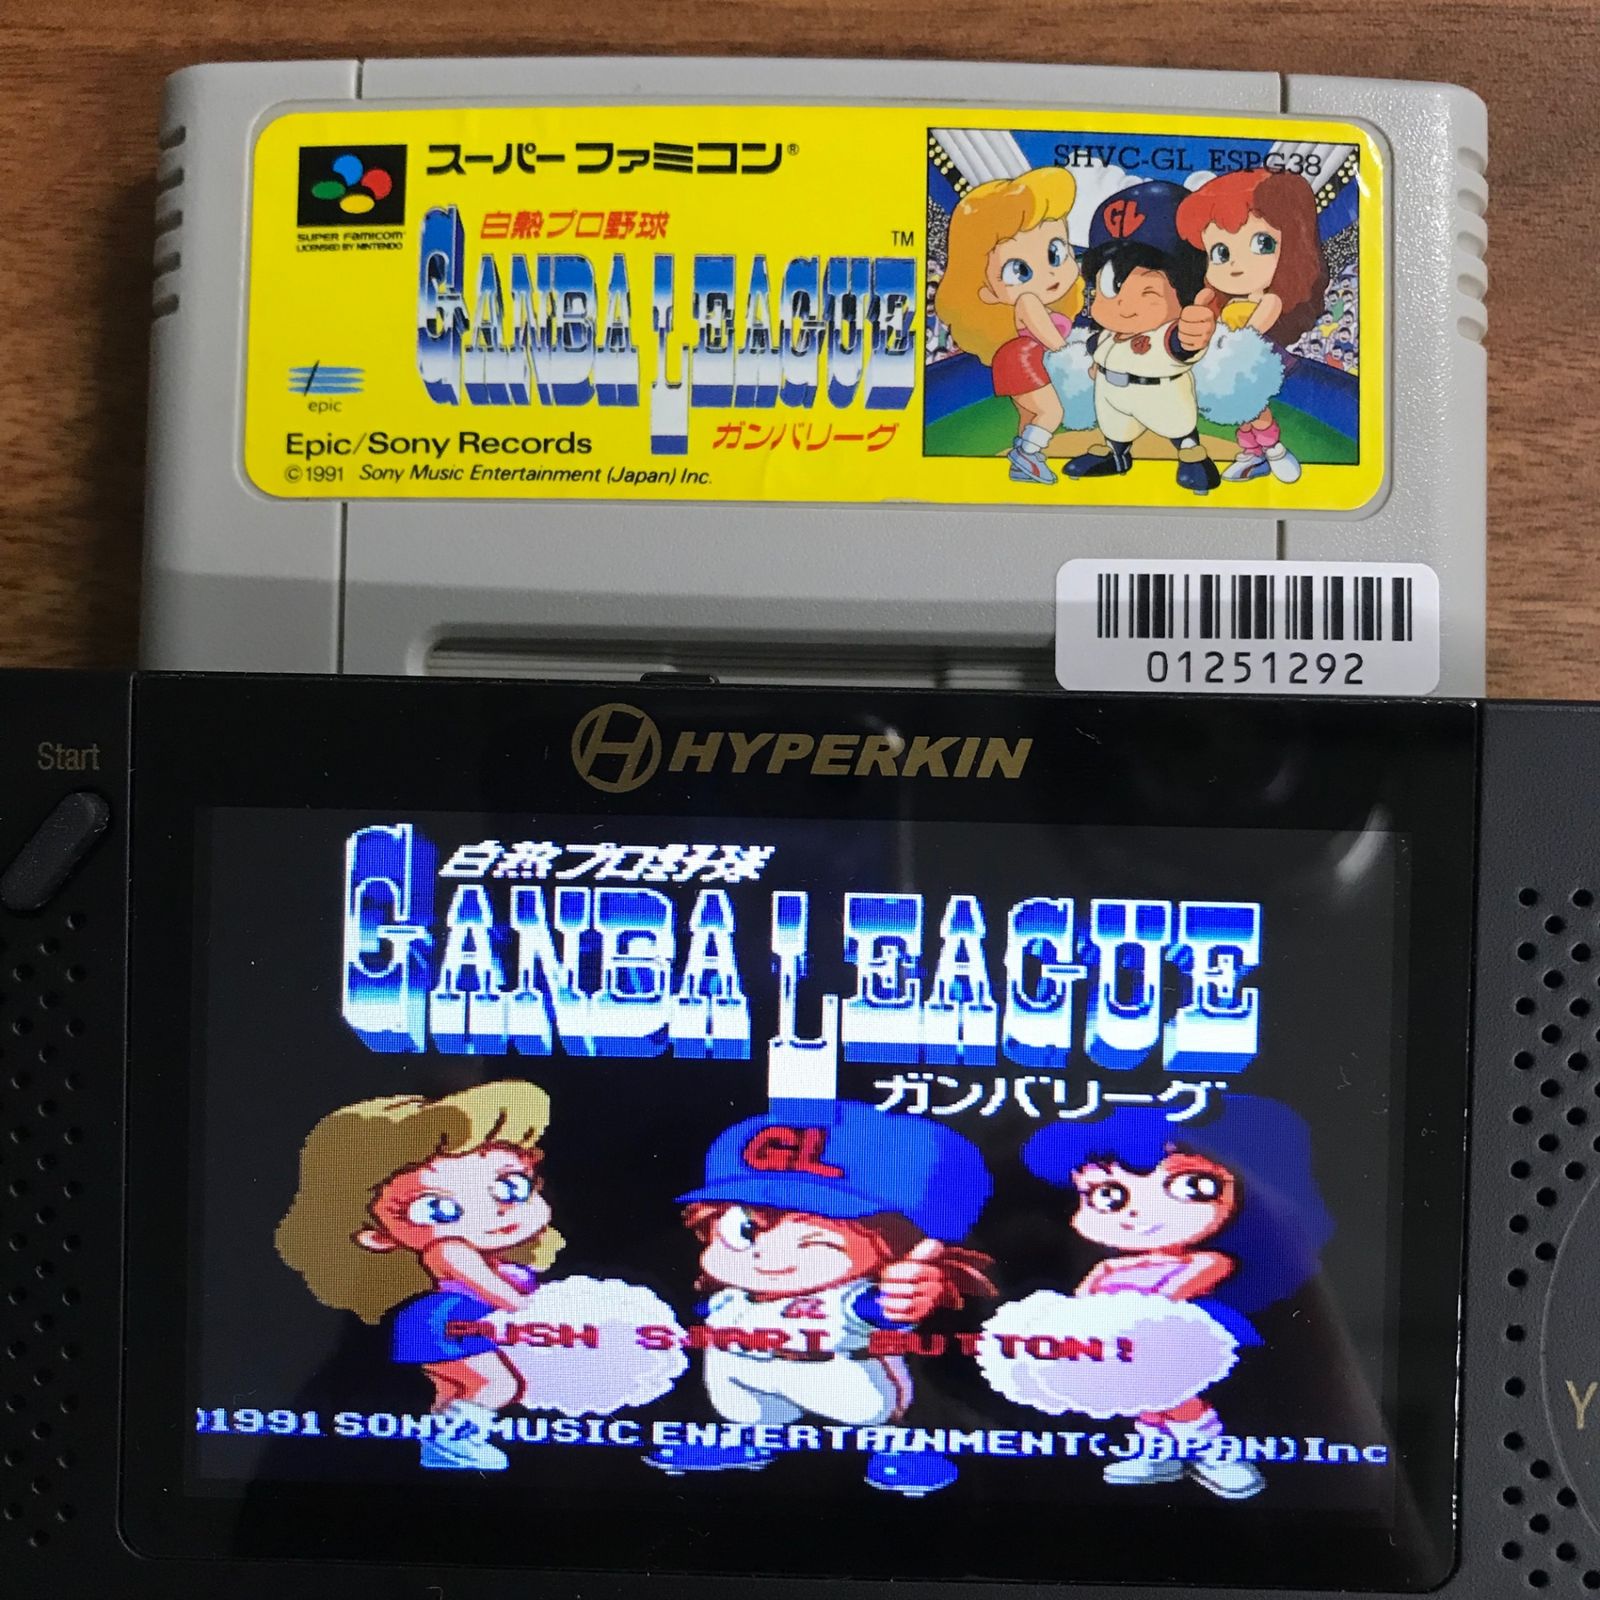 スーパーファミコン®
SHVC-GL ESPG38
SUPER FAMICOM
LICENSED BY NINTENDO
白熱プロ野球
TM
GANBA LEAGUE
ガンバリーグ
epic
Epic/Sony Records
©1991 Sony Music Entertainment (Japan) Inc.
GL
01251292
Start
HYPERKIN
白熱プロ野球
GANBA LEAGUE
ガンバリーグ
GL
PUSH START BUTTON!
1991 SONY MUSIC ENTERTAINMENT(JAPAN)Inc
Y